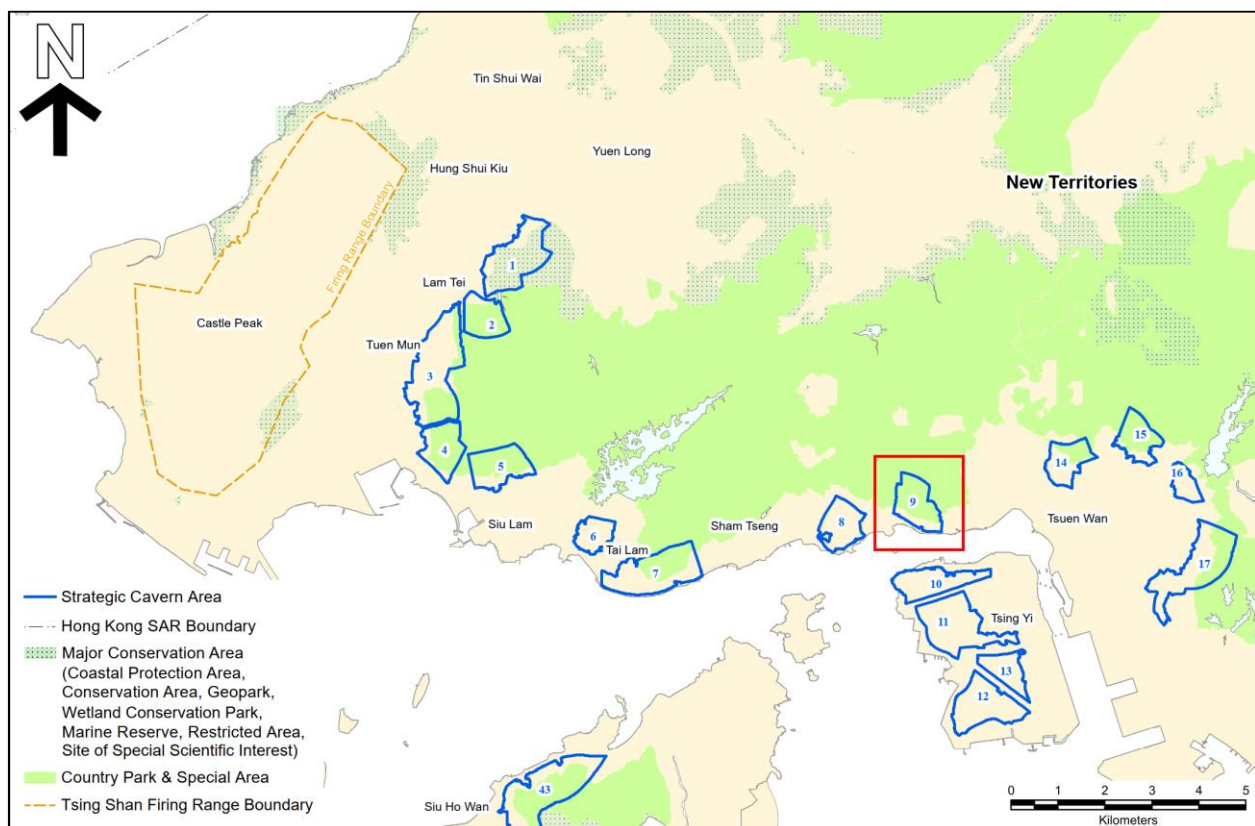 N
Tin Shui Wai
Yuen Long
Hung Shui Kiu
New Territories
Firing Range Boundary
1
Lam Tei
2
Castle Peak
Tuen Mun
3
4
5
15
14
16
9
Siu Lam
6
Sham Tseng
8
Tsuen Wan
Tai Lam
7
17
10
11
Tsing Yi
13
12
43
Siu Ho Wan
Strategic Cavern Area
Hong Kong SAR Boundary
Major Conservation Area
(Coastal Protection Area,
Conservation Area, Geopark,
Wetland Conservation Park,
Marine Reserve, Restricted Area,
Site of Special Scientific Interest)
Country Park & Special Area
Tsing Shan Firing Range Boundary
0 1 2 3 4 5
Kilometers